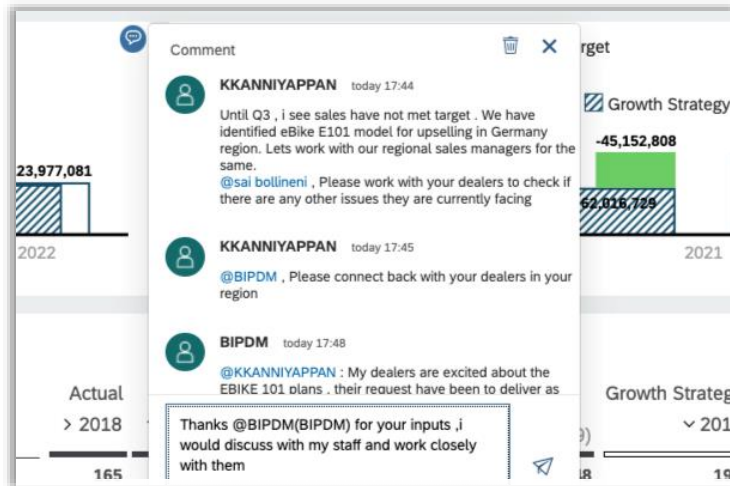 Comment
rget
KKANNIYAPPAN today 17:44
Until Q3 , i see sales have not met target . We have
identified eBike E101 model for upselling in Germany
region. Lets work with our regional sales managers for the
same.
@sai bollineni , Please work with your dealers to check if
there are any other issues they are currently facing
Growth Strategy
-45,152,808
23,977,081
62,016,729
2022
2021
KKANNIYAPPAN today 17:45
@BIPDM , Please connect back with your dealers in your
region
BIPDM today 17:48
@KKANNIYAPPAN : My dealers are excited about the
EBIKE 101 plans , their request have been to deliver as
Actual
> 2018
165
Thanks @BIPDM(BIPDM) for your inputs ,i
would discuss with my staff and work closely
with them
Growth Strateg
201
9)